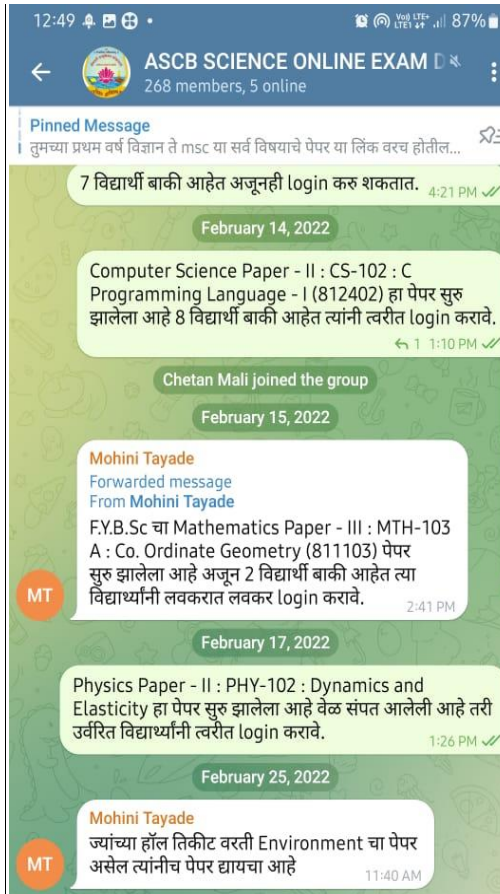 12:49
87%
ASCB SCIENCE ONLINE EXAM D
268 members, 5 online
Pinned Message
तुमच्या प्रथम वर्ष विज्ञान ते msc या सर्व विषयाचे पेपर या लिंक वरच होतील...
7 विद्यार्थी बाकी आहेत अजूनही login करु शकतात.
4:21 PM
February 14, 2022
Computer Science Paper - II : CS-102 : C
Programming Language - I (812402) हा पेपर सुरु
झालेला आहे 8 विद्यार्थी बाकी आहेत त्यांनी त्वरीत login करावे.
1 1:10 PM
Chetan Mali joined the group
February 15, 2022
Mohini Tayade
Forwarded message
From Mohini Tayade
F.Y.B.Sc चा Mathematics Paper - III : MTH-103
A : Co. Ordinate Geometry (811103) पेपर
सुरु झालेला आहे अजून 2 विद्यार्थी बाकी आहेत त्या
विद्यार्थ्यांनी लवकरात लवकर login करावे.
2:41 PM
MT
February 17, 2022
Physics Paper - II : PHY-102 : Dynamics and
Elasticity हा पेपर सुरु झालेला आहे वेळ संपत आलेली आहे तरी
उर्वरित विद्यार्थ्यांनी त्वरीत login करावे.
1:26 PM
February 25, 2022
Mohini Tayade
ज्यांच्या हॉल तिकीट वरती Environment चा पेपर
असेल त्यांनीच पेपर द्यायचा आहे
11:40 AM
MT